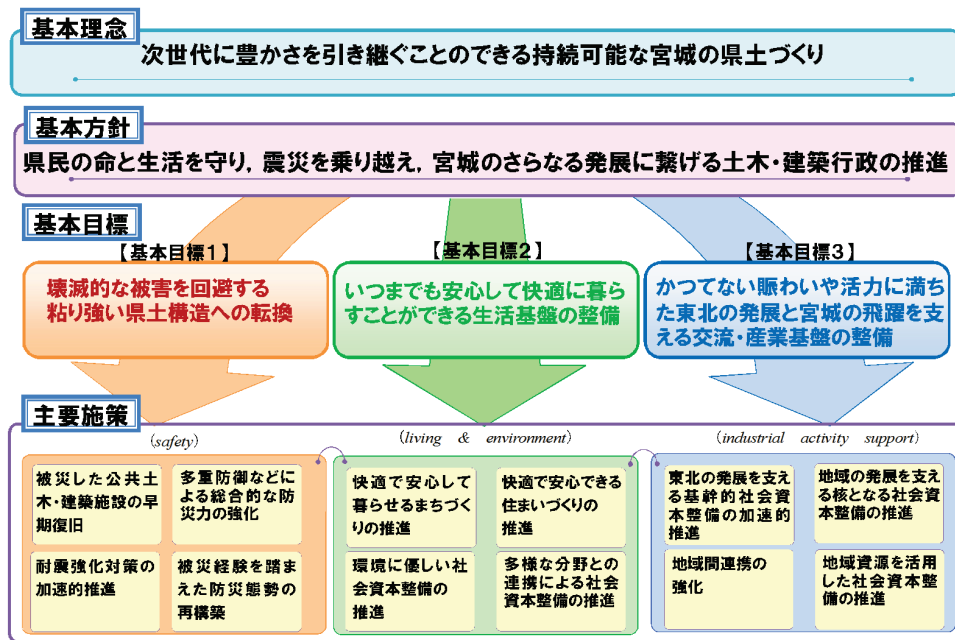 基本理念
次世代に豊かさを引き継ぐことのできる持続可能な宮城の県土づくり
基本方針
県民の命と生活を守り，震災を乗り越え，宮城のさらなる発展に繋げる土木・建築行政の推進
基本目標
【基本目標1】
壊滅的な被害を回避する
粘り強い県土構造への転換
【基本目標2】
いつまでも安心して快適に暮ら
すことができる生活基盤の整備
【基本目標3】
かつてない賑わいや活力に満ち
た東北の発展と宮城の飛躍を支
える交流・産業基盤の整備
主要施策
(safety)
被災した公共土
木・建築施設の早
期復旧
多重防御などに
よる総合的な防
災力の強化
耐震強化対策の
加速的推進
被災経験を踏ま
えた防災態勢の
再構築
(living & environment)
快適で安心して
暮らせるまちづく
りの推進
快適で安心できる
住まいづくりの
推進
環境に優しい社
会資本整備の
推進
多様な分野との
連携による社会
資本整備の推進
(industrial activity support)
東北の発展を支え
る基幹的社会資
本整備の加速的
推進
地域の発展を支え
る核となる社会資
本整備の推進
地域間連携の
強化
地域資源を活用
した社会資本整
備の推進